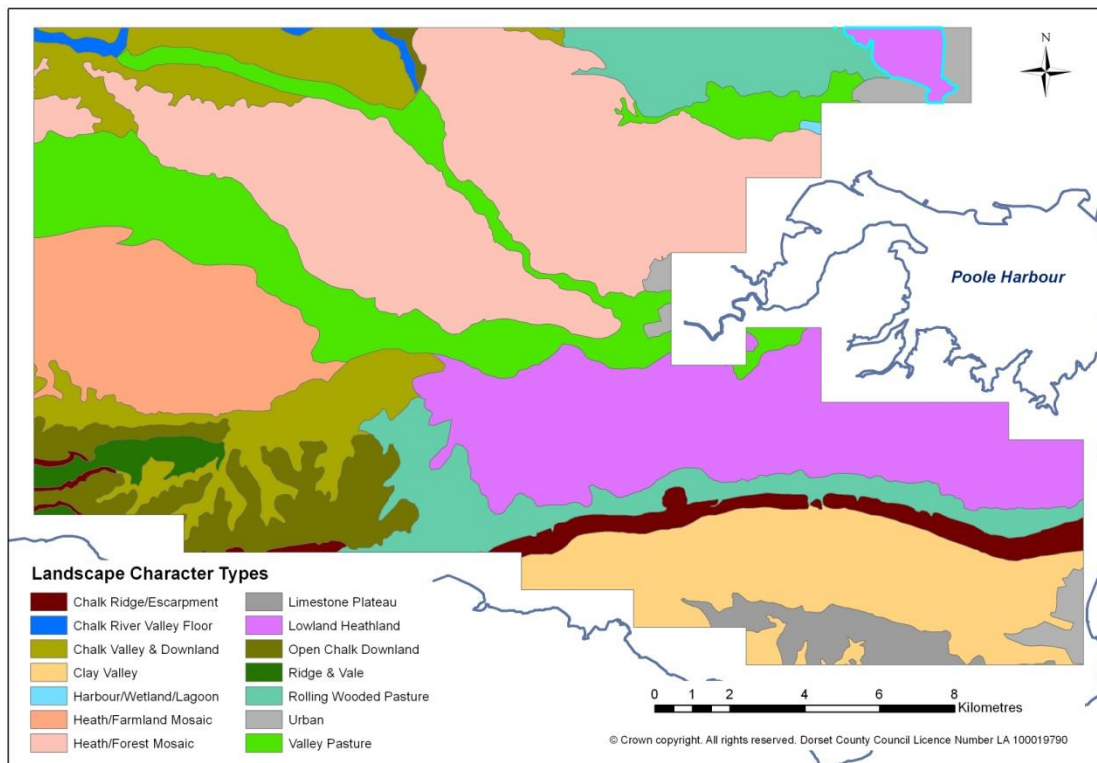 N
Poole Harbour
Landscape Character Types
Chalk Ridge/Escarpment
Chalk River Valley Floor
Chalk Valley & Downland
Clay Valley
Harbour/Wetland/Lagoon
Heath/Farmland Mosaic
Heath/Forest Mosaic
Limestone Plateau
Lowland Heathland
Open Chalk Downland
Ridge & Vale
Rolling Wooded Pasture
Urban
Valley Pasture
0 1 2 4 6 8
Kilometres
© Crown copyright. All rights reserved. Dorset County Council Licence Number LA 100019790